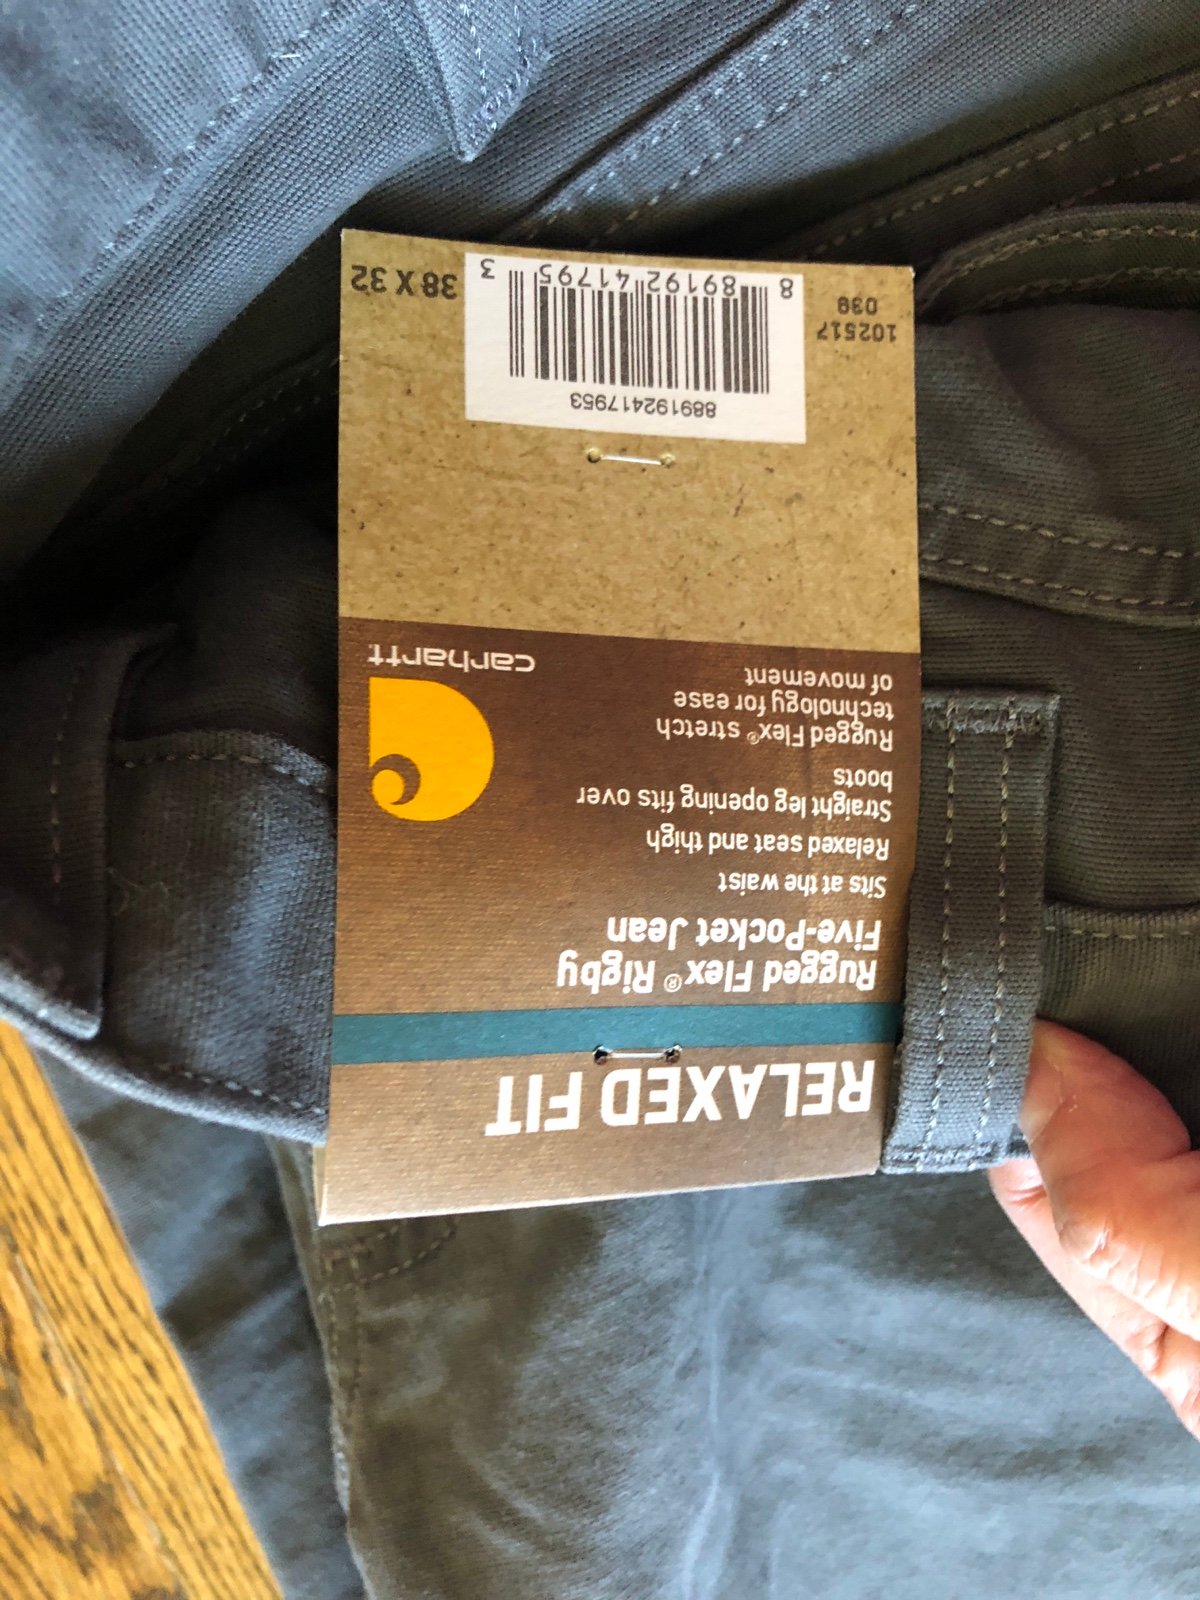 RELAXED FIT
Rugged Flex® Rigby
Five-Pocket Jean
Sits at the waist
Relaxed seat and thigh
Straight leg opening fits over
boots
Rugged Flex® stretch
technology for ease
of movement
carhartt
889192417953
8 89192 41795 3
102517
039
38 X 32